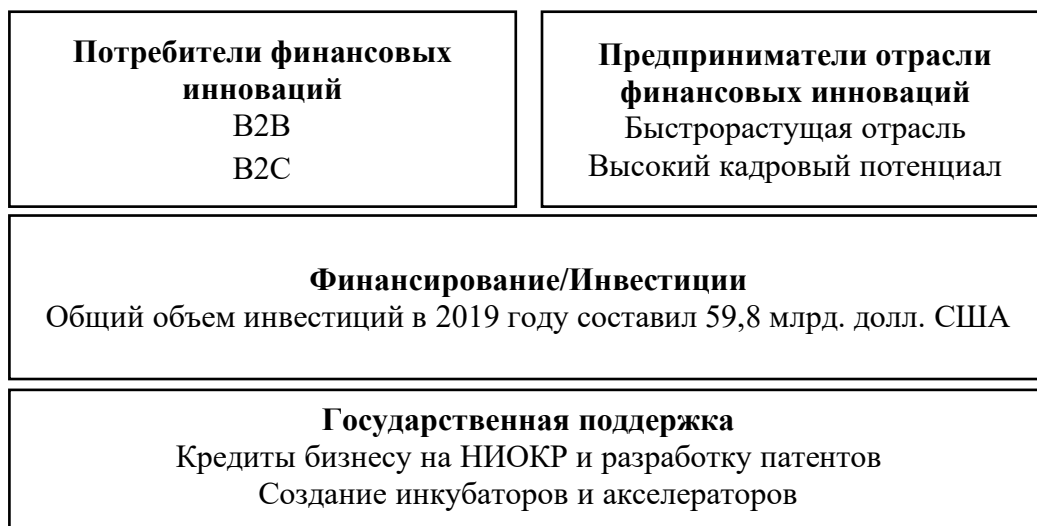 Потребители финансовых
инноваций
B2B
B2C
Предприниматели отрасли
финансовых инноваций
Быстрорастущая отрасль
Высокий кадровый потенциал
Финансирование/Инвестиции
Общий объем инвестиций в 2019 году составил 59,8 млрд. долл. США
Государственная поддержка
Кредиты бизнесу на НИОКР и разработку патентов
Создание инкубаторов и акселераторов